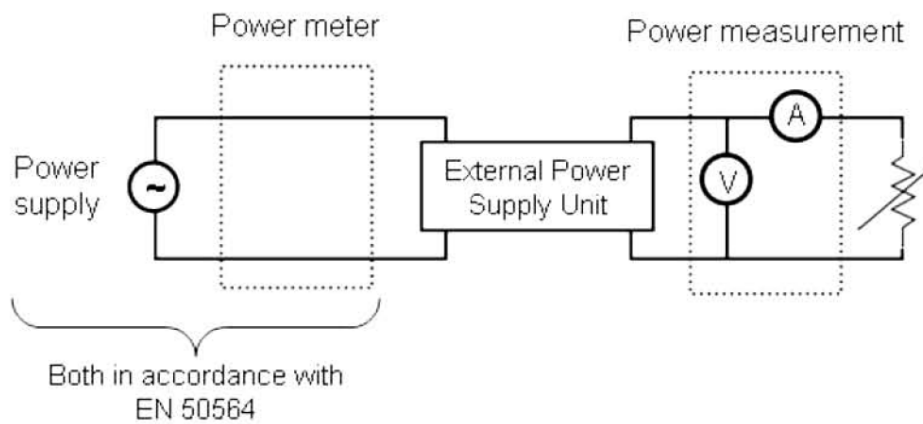 Power meter
Power measurement
Power
supply
~
External Power
Supply Unit
V
A
Both in accordance with
EN 50564